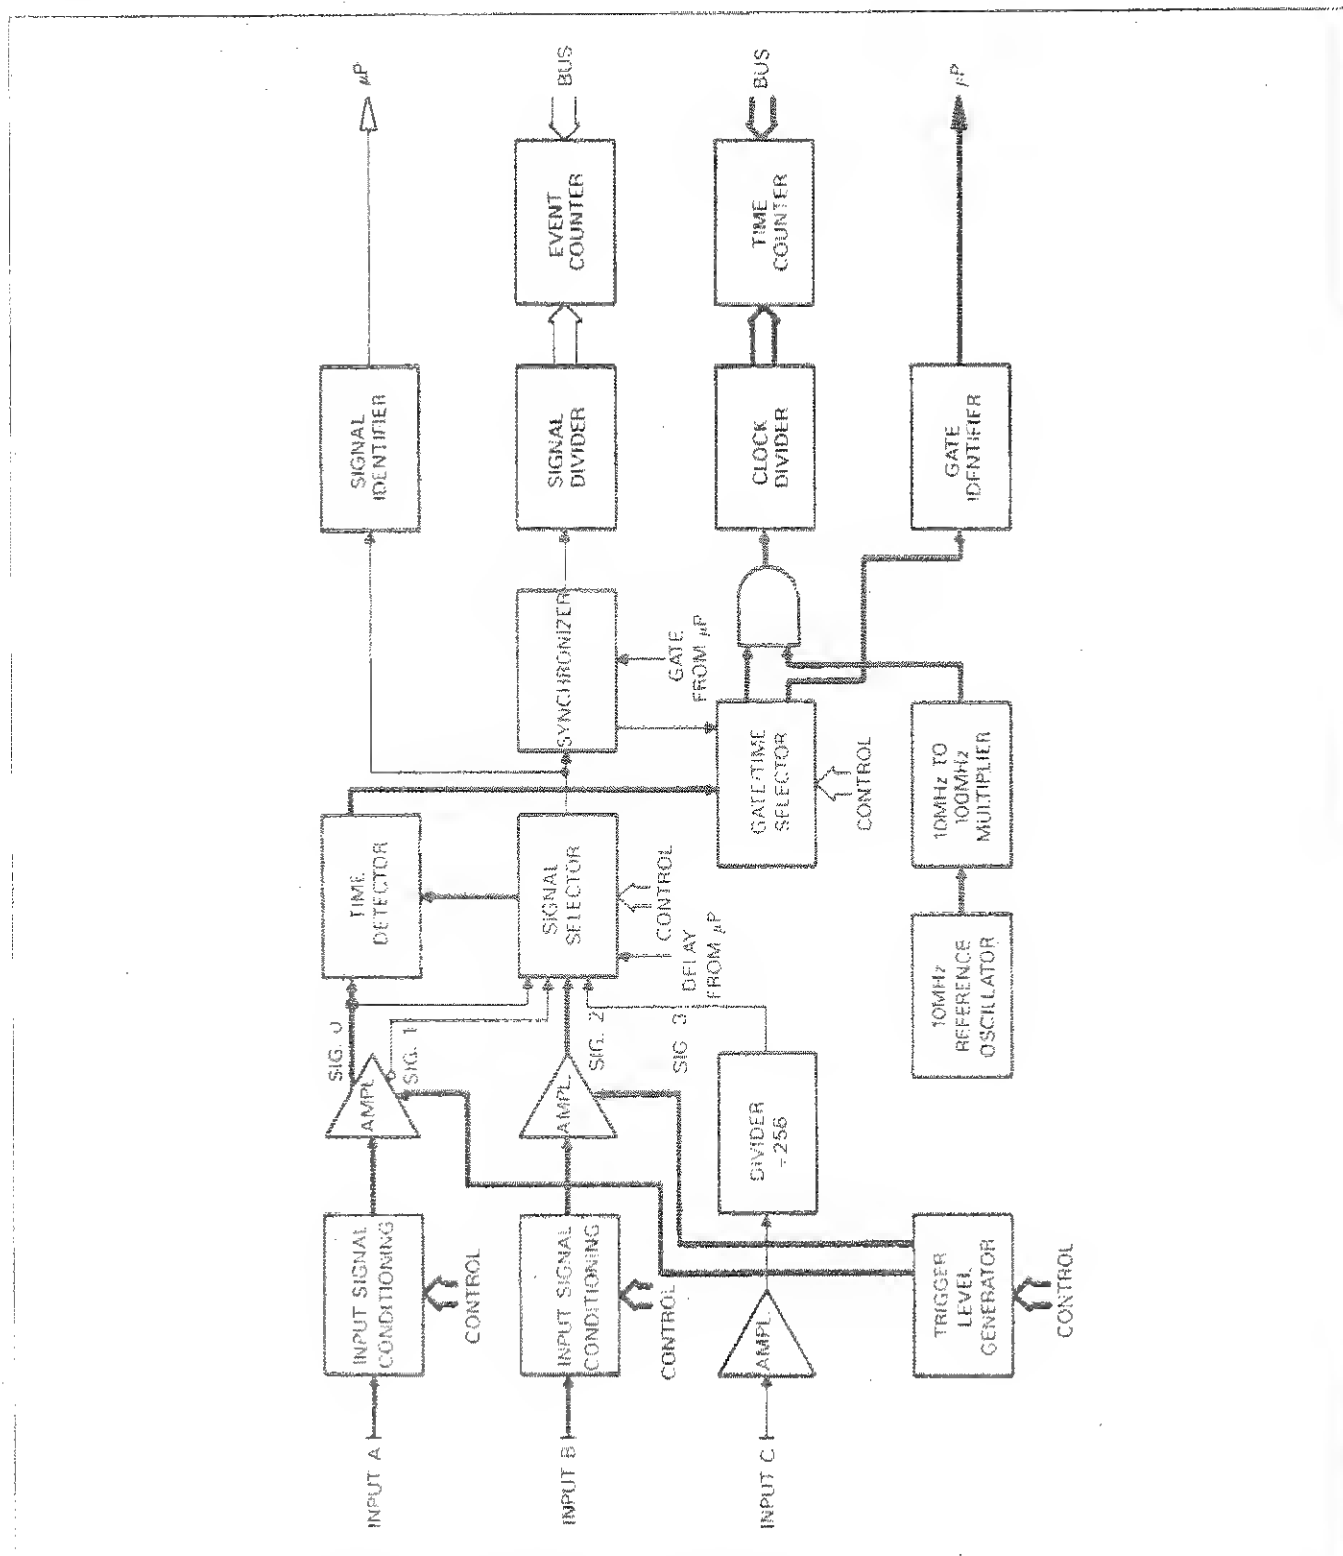 INPUT A
INPUT SIGNAL
CONDITIONING
CONTROL
AMPL.
SIG. 0
SIG. 1
TIME
DETECTOR
SIGNAL
IDENTIFIER
µP
INPUT B
INPUT SIGNAL
CONDITIONING
CONTROL
AMPL.
SIG. 2
SIG 3
SIGNAL
SELECTOR
CONTROL
DELAY
FROM µP
SYNCHRONIZER
GATE
FROM µP
SIGNAL
DIVIDER
EVENT
COUNTER
BUS
INPUT C
AMPL.
DIVIDER
÷256
GATE/TIME
SELECTOR
CONTROL
CLOCK
DIVIDER
TIME
COUNTER
BUS
TRIGGER
LEVEL
GENERATOR
CONTROL
10MHz
REFERENCE
OSCILLATOR
10MHz TO
100MHz
MULTIPLIER
GATE
IDENTIFIER
µP